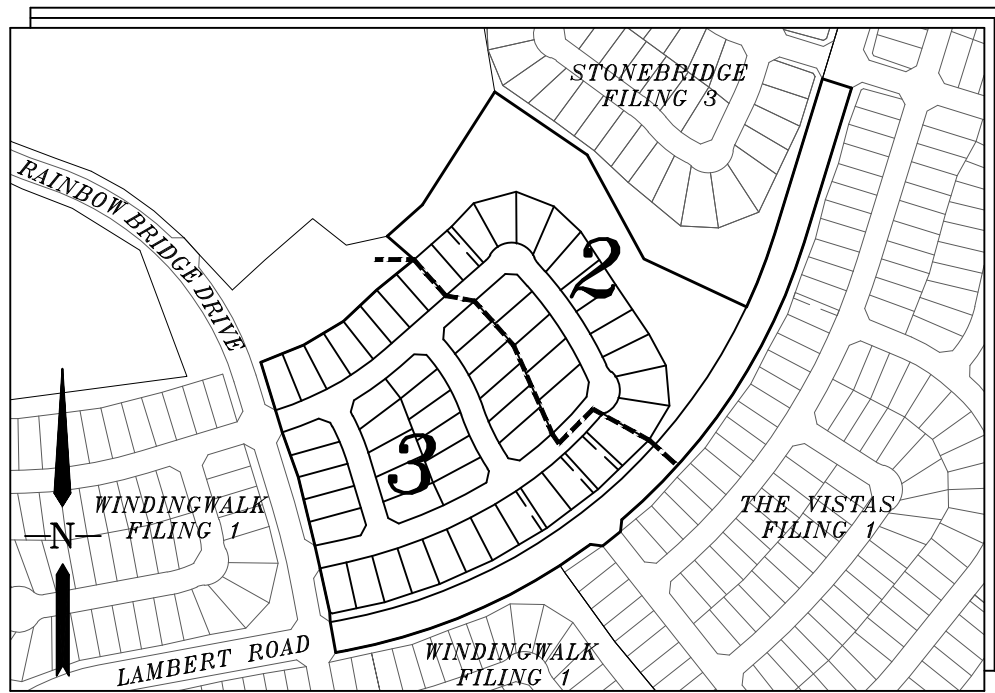 STONEBRIDGE
FILING 3
RAINBOW BRIDGE DRIVE
2
3
WINDINGWALK
FILING 1
THE VISTAS
FILING 1
N
LAMBERT ROAD
WINDINGWALK
FILING 1